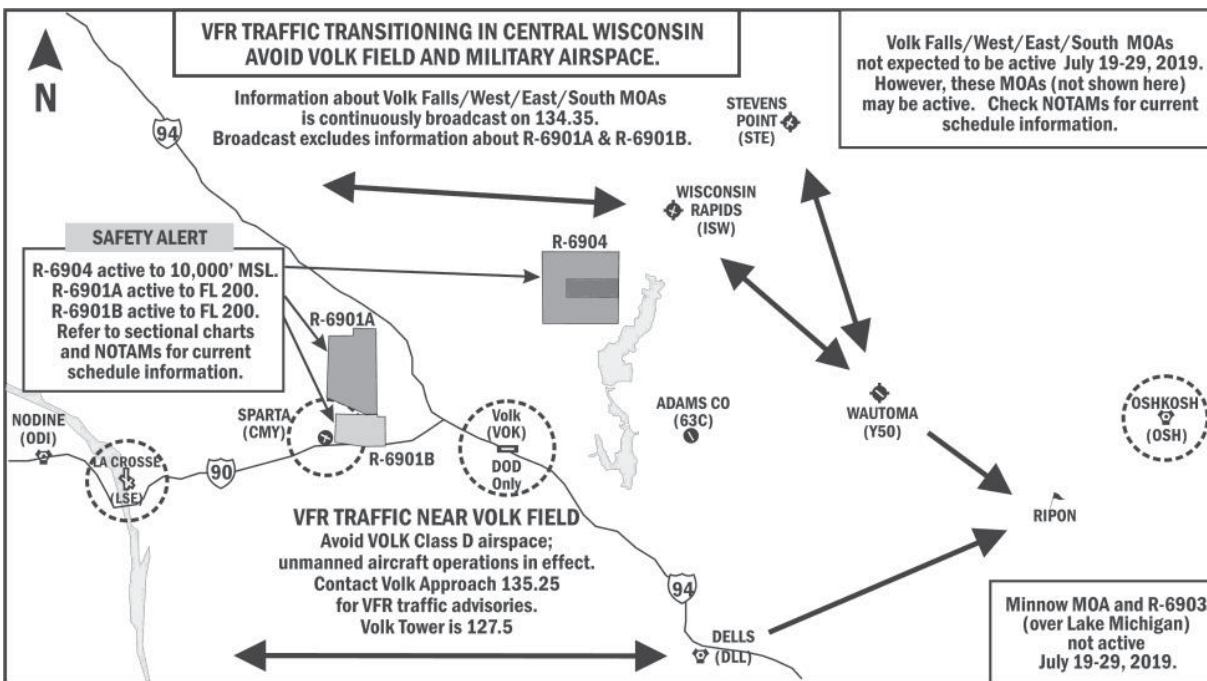 VFR TRAFFIC TRANSITIONING IN CENTRAL WISCONSIN
AVOID VOLK FIELD AND MILITARY AIRSPACE.
Volk Falls/West/East/South MOAs
not expected to be active July 19-29, 2019.
However, these MOAs (not shown here)
may be active. Check NOTAMs for current
schedule information.
N
94
Information about Volk Falls/West/East/South MOAs
is continuously broadcast on 134.35.
Broadcast excludes information about R-6901A & R-6901B.
STEVENS
POINT
(STE)
WISCONSIN
RAPIDS
(ISW)
SAFETY ALERT
R-6904 active to 10,000' MSL.
R-6901A active to FL 200.
R-6901B active to FL 200.
Refer to sectional charts
and NOTAMs for current
schedule information.
R-6904
R-6901A
NODINE
(ODI)
LA CROSSE
(LSE)
90
SPARTA
(CMY)
R-6901B
Volk
(VOK)
DOD
Only
ADAMS CO
(63C)
WAUTOMA
(Y50)
OSHKOSH
(OSH)
RIPON
VFR TRAFFIC NEAR VOLK FIELD
Avoid VOLK Class D airspace;
unmanned aircraft operations in effect.
Contact Volk Approach 135.25
for VFR traffic advisories.
Volk Tower is 127.5
94
DELLS
(DLL)
Minnow MOA and R-6903
(over Lake Michigan)
not active
July 19-29, 2019.